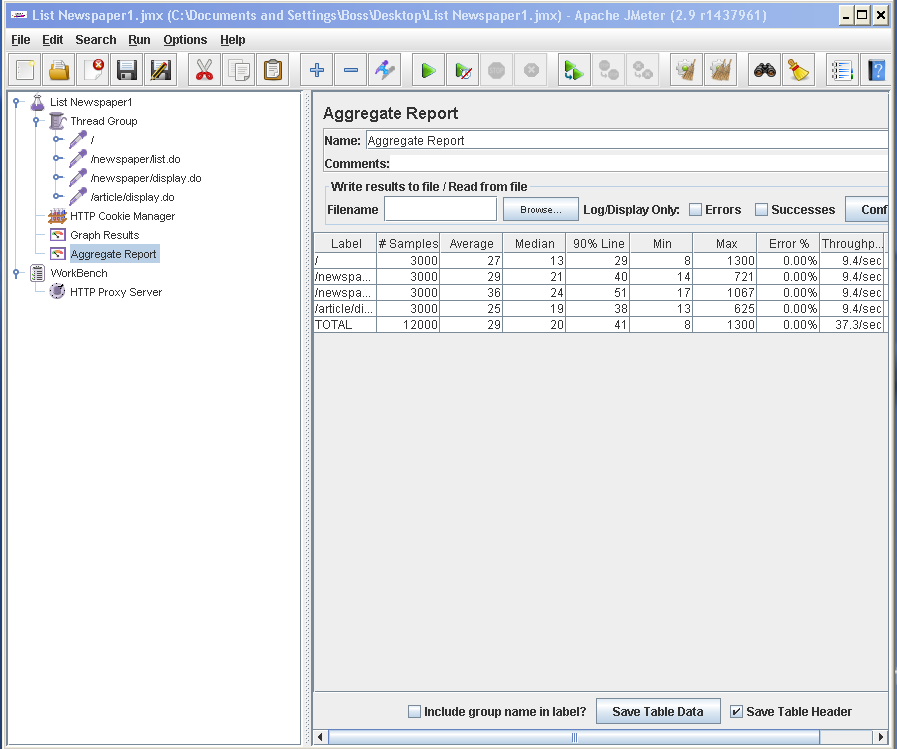 List Newspaper1.jmx (C:\Documents and Settings\Boss\Desktop\List Newspaper1.jmx) - Apache JMeter (2.9 r1437961)
File Edit Search Run Options Help
List Newspaper1
Thread Group
/
/newspaper/list.do
/newspaper/display.do
/article/display.do
HTTP Cookie Manager
Graph Results
Aggregate Report
WorkBench
HTTP Proxy Server
Aggregate Report
Name: Aggregate Report
Comments:
Write results to file / Read from file
Filename Browse... Log/Display Only: Errors Successes Conf
Label # Samples Average Median 90% Line Min Max Error % Throughp...
/ 3000 27 13 29 8 1300 0.00% 9.4/sec
/newspa... 3000 29 21 40 14 721 0.00% 9.4/sec
/newspa... 3000 36 24 51 17 1067 0.00% 9.4/sec
/article/di... 3000 25 19 38 13 625 0.00% 9.4/sec
TOTAL 12000 29 20 41 8 1300 0.00% 37.3/sec
Include group name in label? Save Table Data Save Table Header